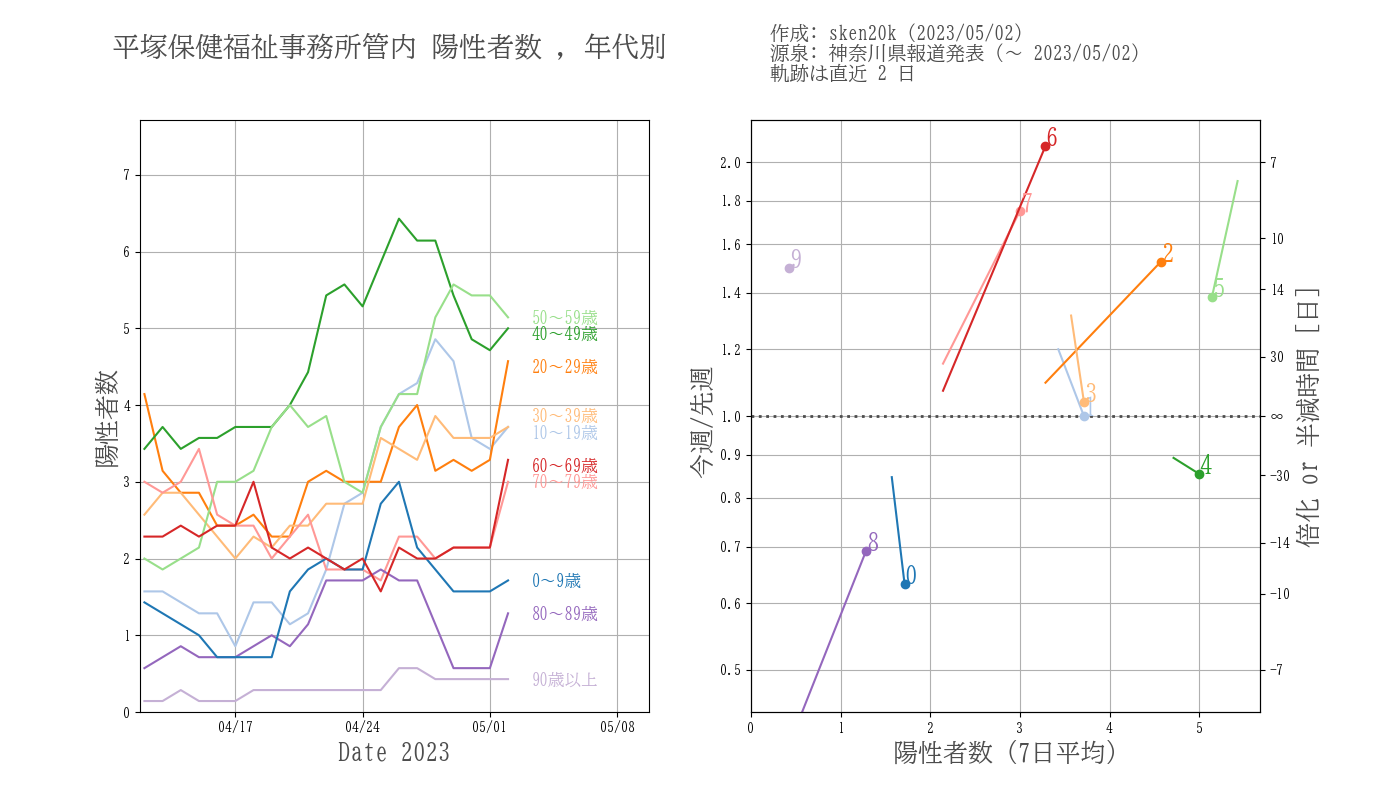 平塚保健福祉事務所管内 陽性者数 , 年代別
作成: sken20k (2023/05/02)
源泉: 神奈川県報道発表 (～ 2023/05/02)
軌跡は直近 2 日
陽性者数
7
6
5
4
3
2
1
0
04/17
04/24
05/01
05/08
Date 2023
50～59歳
40～49歳
20～29歳
30～39歳
10～19歳
60～69歳
70～79歳
0～9歳
80～89歳
90歳以上
今週/先週
2.0
1.8
1.6
1.4
1.2
1.0
0.9
0.8
0.7
0.6
0.5
0
1
2
3
4
5
陽性者数 (7日平均)
6
7
9
2
5
3
1
4
8
0
7
10
14
30
∞
−30
−14
−10
−7
倍化 or 半減時間 [日]